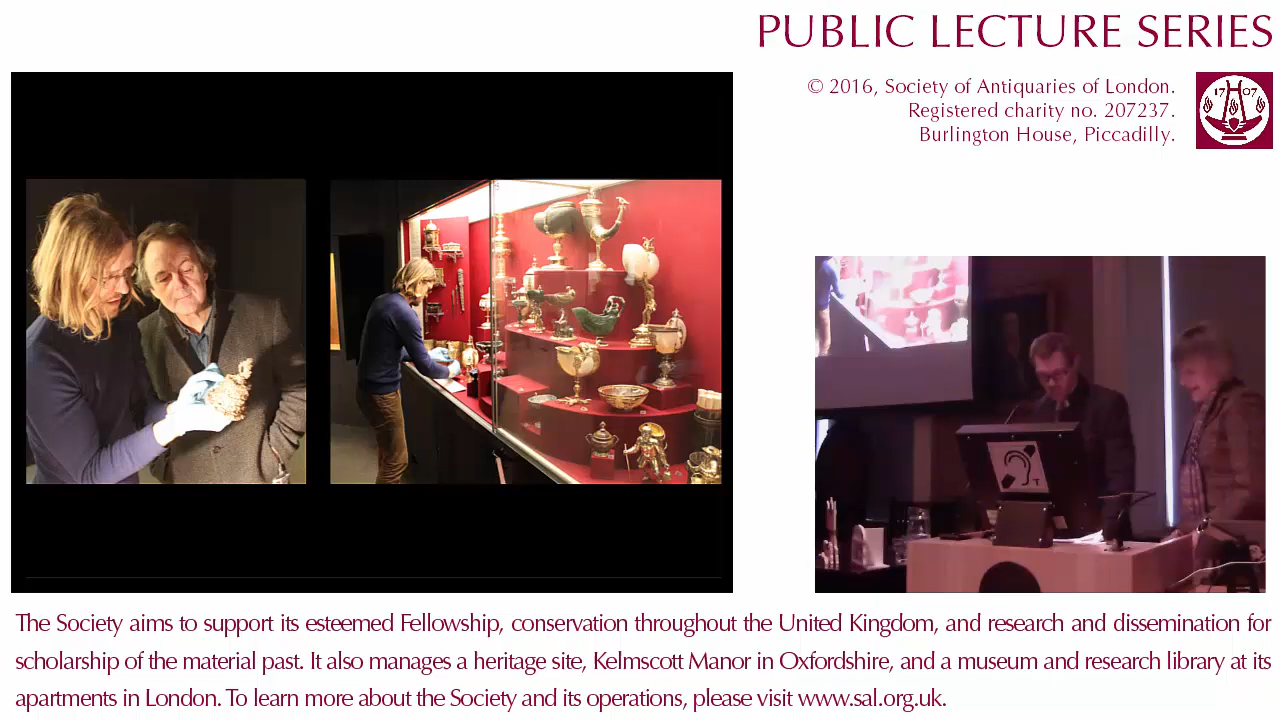 PUBLIC LECTURE SERIES
© 2016, Society of Antiquaries of London.
Registered charity no. 207237.
Burlington House, Piccadilly.
17 07
T
The Society aims to support its esteemed Fellowship, conservation throughout the United Kingdom, and research and dissemination for
scholarship of the material past. It also manages a heritage site, Kelmscott Manor in Oxfordshire, and a museum and research library at its
apartments in London. To learn more about the Society and its operations, please visit www.sal.org.uk.